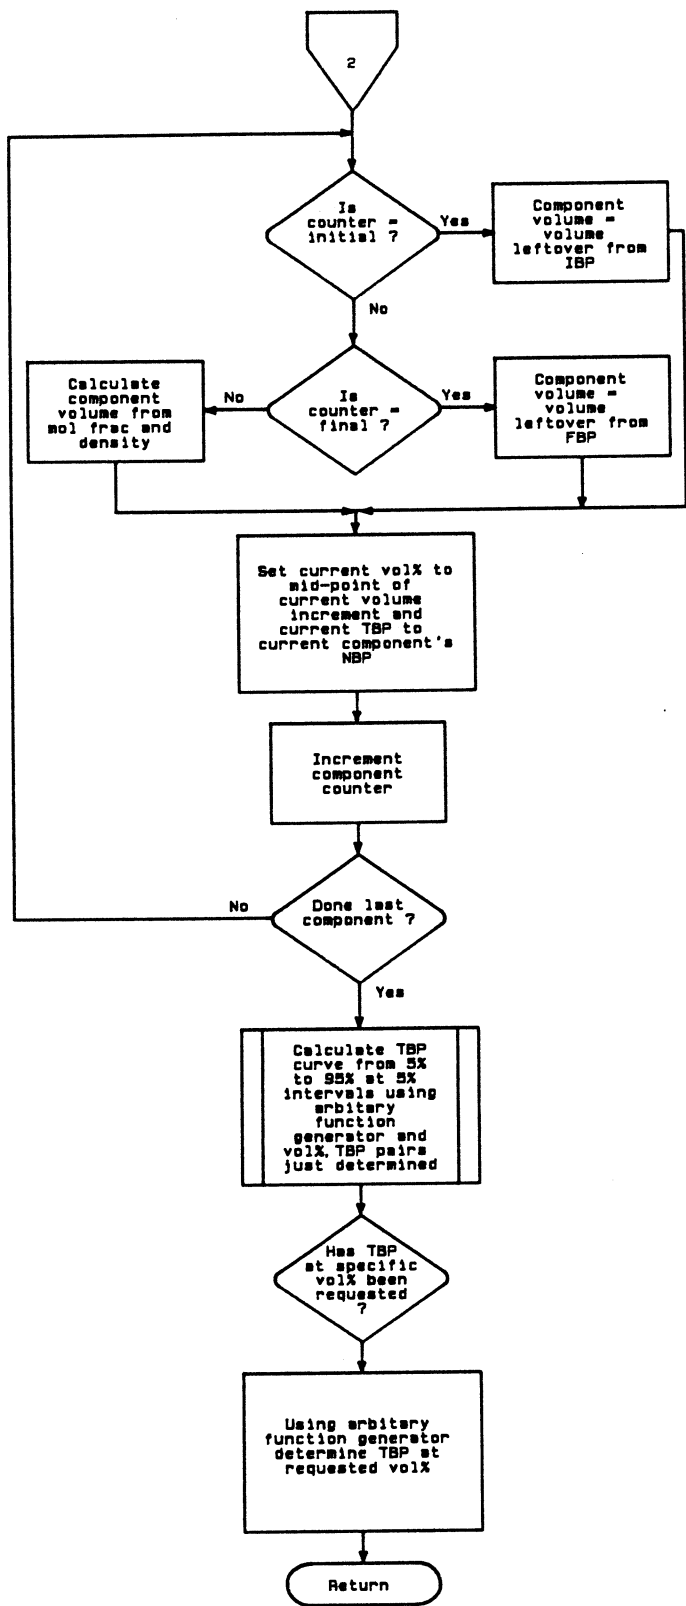 2
Is
counter =
initial ?
Yes
Component
volume =
volume
leftover from
IBP
No
Calculate
component
volume from
mol frac and
density
No
Is
counter =
final ?
Yes
Component
volume =
volume
leftover from
FBP
Set current vol% to
mid-point of
current volume
increment and
current TBP to
current component's
NBP
Increment
component
counter
No
Done last
component ?
Yes
Calculate TBP
curve from 5%
to 95% at 5%
intervals using
arbitary
function
generator and
vol%, TBP pairs
just determined
Has TBP
at specific
vol% been
requested
?
Using arbitary
function generator
determine TBP at
requested vol%
Return